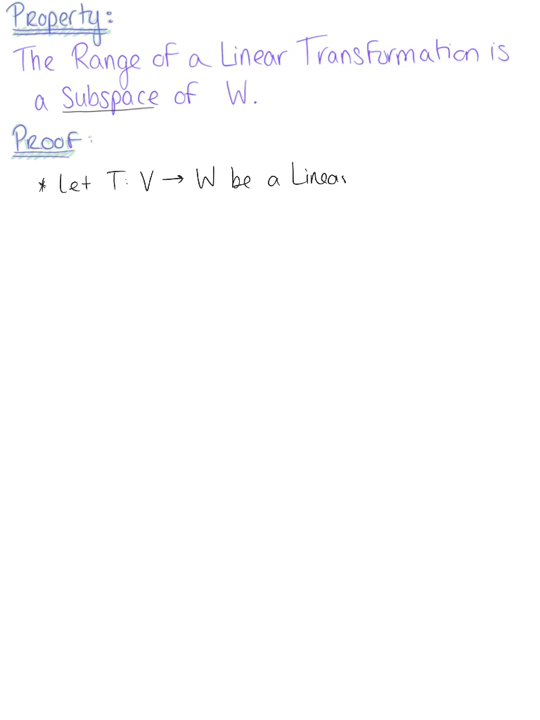 Property:
The Range of a Linear Transformation is
a Subspace of W.
Proof:
* Let T: V → W be a Linear